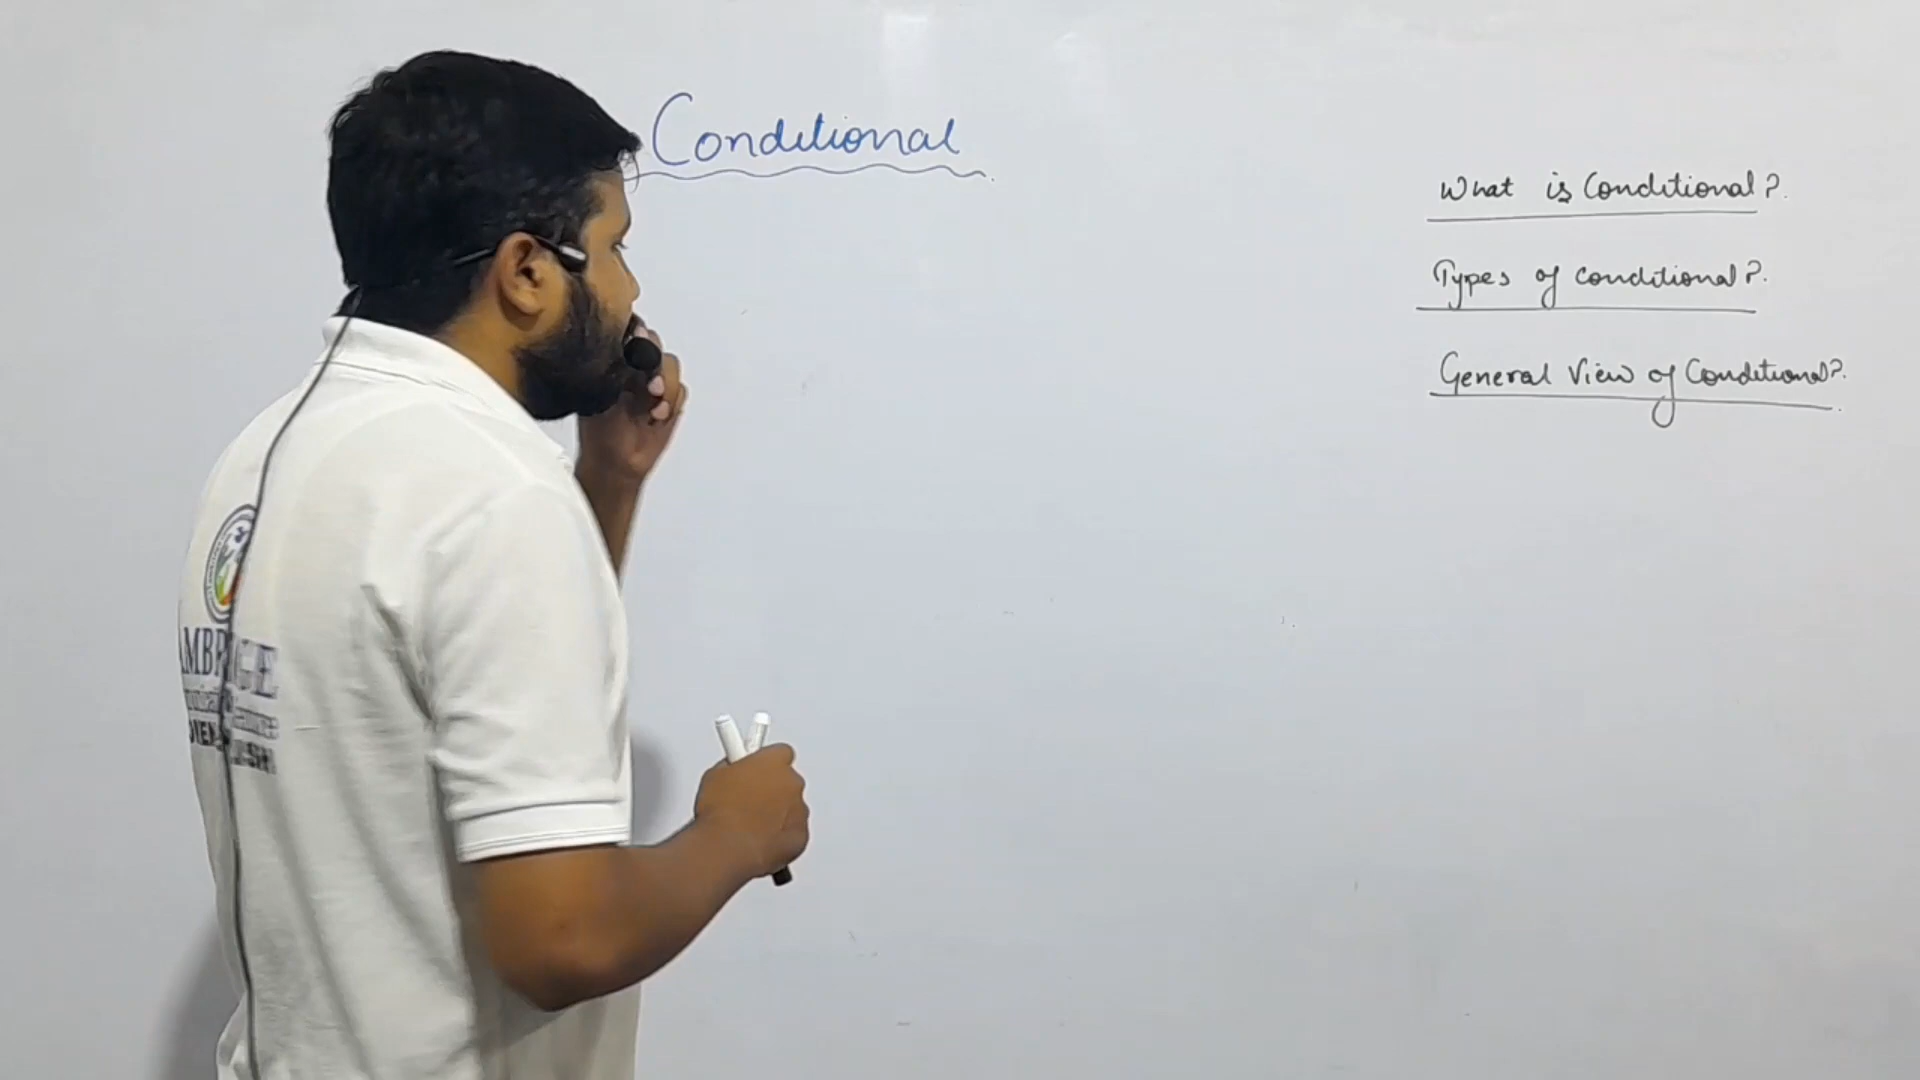 Conditional
What is Conditional?
Types of conditional?
General View of Conditional?